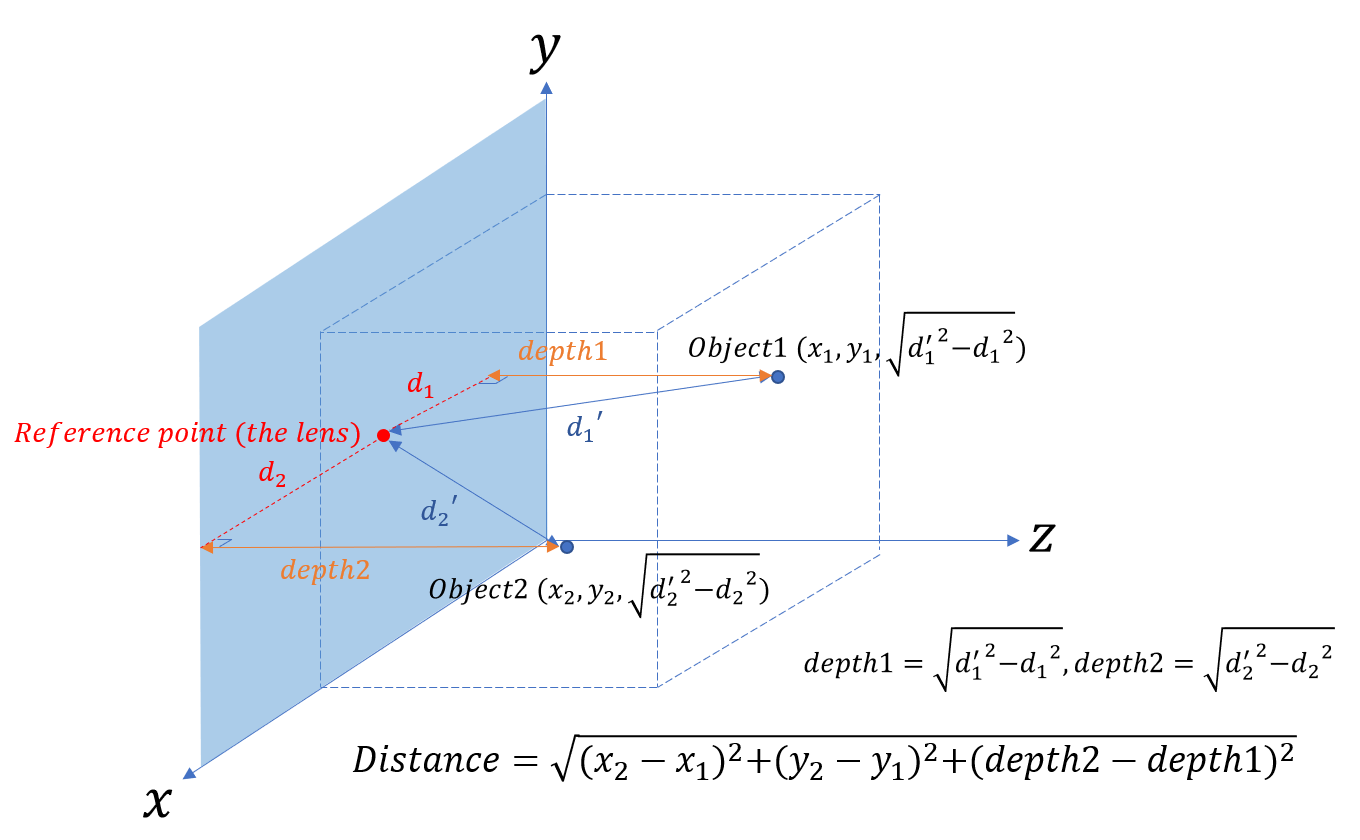 y
Object1 (x₁, y₁, √(d₁′² − d₁²))
depth1
d₁
Reference point (the lens)
d₁′
d₂
d₂′
z
depth2
Object2 (x₂, y₂, √(d₂′² − d₂²))
depth1 = √(d₁′² − d₁²), depth2 = √(d₂′² − d₂²)
Distance = √((x₂ − x₁)² + (y₂ − y₁)² + (depth2 − depth1)²)
x